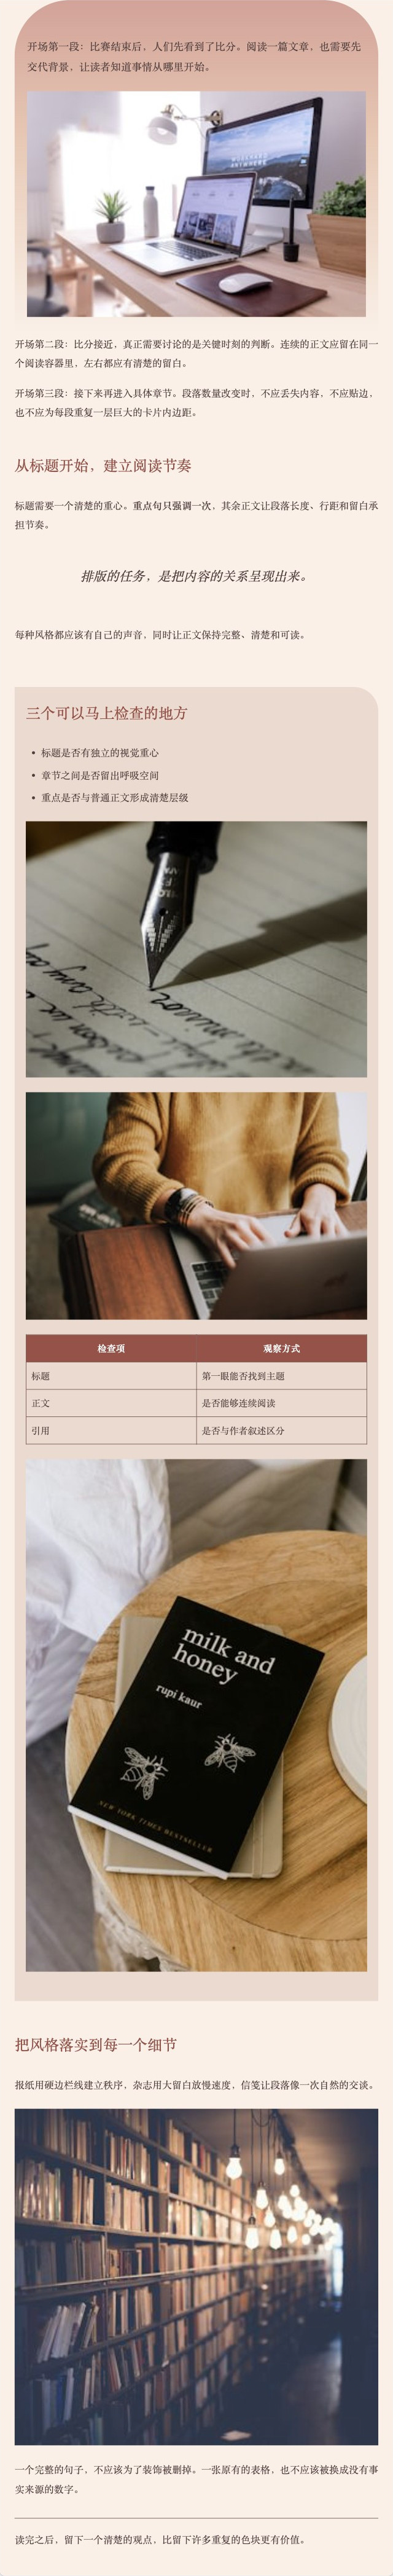 开场第一段：比赛结束后，人们先看到了比分。阅读一篇文章，也需要先
交代背景，让读者知道事情从哪里开始。
WORK HARD
ANYWHERE
开场第二段：比分接近，真正需要讨论的是关键时刻的判断。连续的正文应留在同一
个阅读容器里，左右都应有清楚的留白。
开场第三段：接下来再进入具体章节。段落数量改变时，不应丢失内容，不应贴边，
也不应为每段重复一层巨大的卡片内边距。
从标题开始，建立阅读节奏
标题需要一个清楚的重心。重点句只强调一次，其余正文让段落长度、行距和留白承
担节奏。
排版的任务，是把内容的关系呈现出来。
每种风格都应该有自己的声音，同时让正文保持完整、清楚和可读。
三个可以马上检查的地方
• 标题是否有独立的视觉重心
• 章节之间是否留出呼吸空间
• 重点是否与普通正文形成清楚层级
检查项 观察方式
标题 第一眼能否找到主题
正文 是否能够连续阅读
引用 是否与作者叙述区分
milk and
honey
rupi kaur
NEW YORK TIMES BESTSELLER
把风格落实到每一个细节
报纸用硬边栏线建立秩序，杂志用大留白放慢速度，信笺让段落像一次自然的交谈。
一个完整的句子，不应该为了装饰被删掉。一张原有的表格，也不应该被换成没有事
实来源的数字。
读完之后，留下一个清楚的观点，比留下许多重复的色块更有价值。